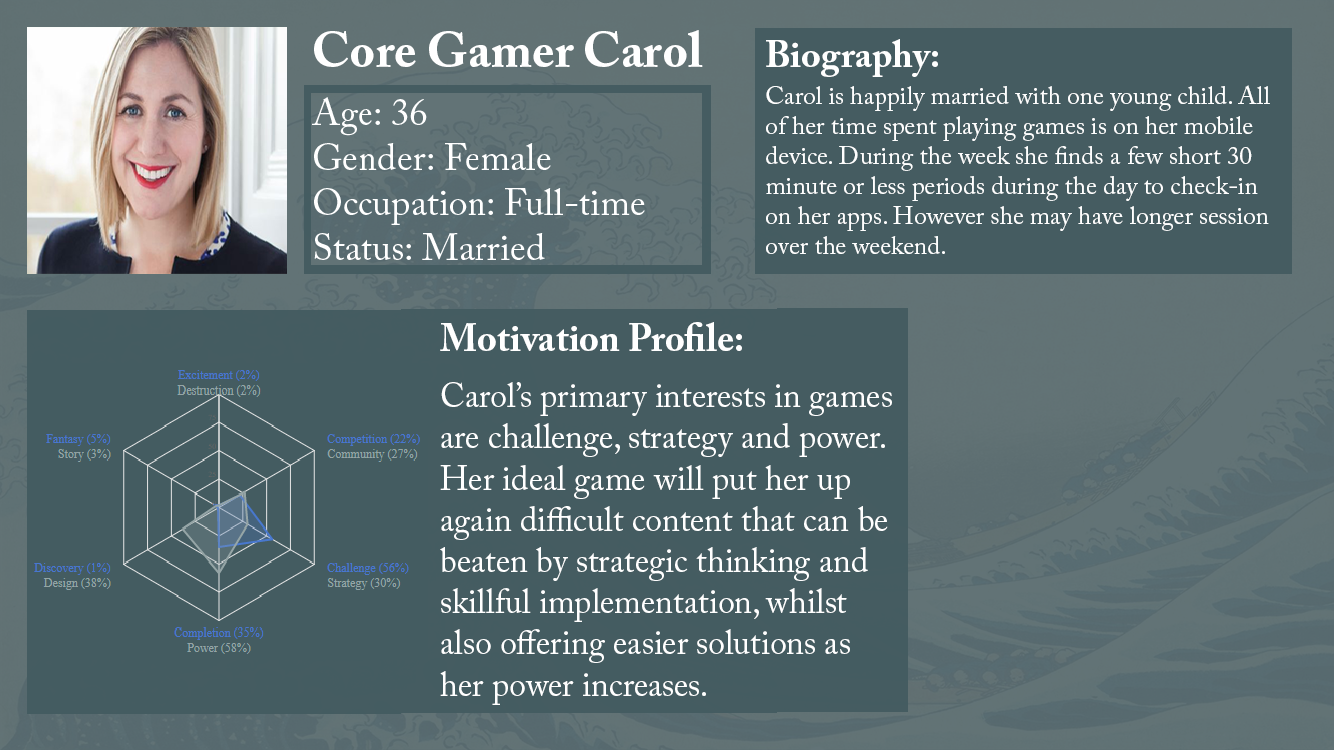 Core Gamer Carol
Age: 36
Gender: Female
Occupation: Full-time
Status: Married
Biography:
Carol is happily married with one young child. All
of her time spent playing games is on her mobile
device. During the week she finds a few short 30
minute or less periods during the day to check-in
on her apps. However she may have longer session
over the weekend.
Excitement (2%)
Destruction (2%)
Fantasy (5%)
Story (3%)
Competition (22%)
Community (27%)
Discovery (1%)
Design (38%)
Challenge (56%)
Strategy (30%)
Completion (35%)
Power (58%)
Motivation Profile:
Carol’s primary interests in games
are challenge, strategy and power.
Her ideal game will put her up
again difficult content that can be
beaten by strategic thinking and
skillful implementation, whilst
also offering easier solutions as
her power increases.